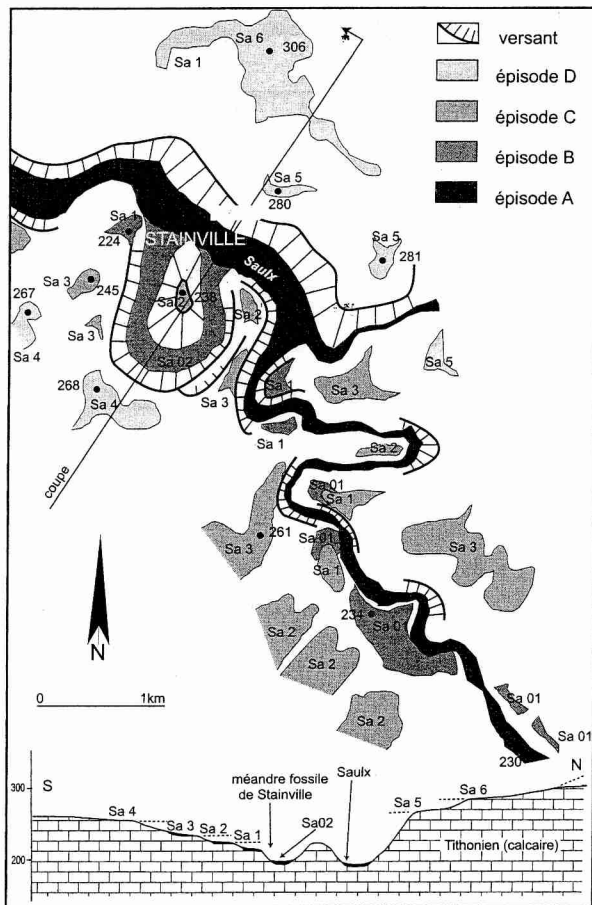 Sa 6
306
Sa 1
versant
épisode D
épisode C
épisode B
épisode A
Sa 5
280
Sa 1
224
STAINVILLE
Saulx
Sa 5
281
Sa 3
245
Sa 2
238
Sa 2
267
Sa 4
Sa 3
Sa 02
Sa 5
268
Sa 4
Sa 3
Sa 1
Sa 3
Sa 1
Sa 2
coupe
Sa 01
Sa 1
261
Sa 3
Sa 01
Sa 1
Sa 3
234
Sa 01
Sa 2
Sa 2
Sa 2
Sa 01
Sa 01
230
N
0 1km
S
N
300
200
méandre fossile
de Stainville
Saulx
Sa 4
Sa 3
Sa 2
Sa 1
Sa02
Sa 5
Sa 6
Tithonien (calcaire)